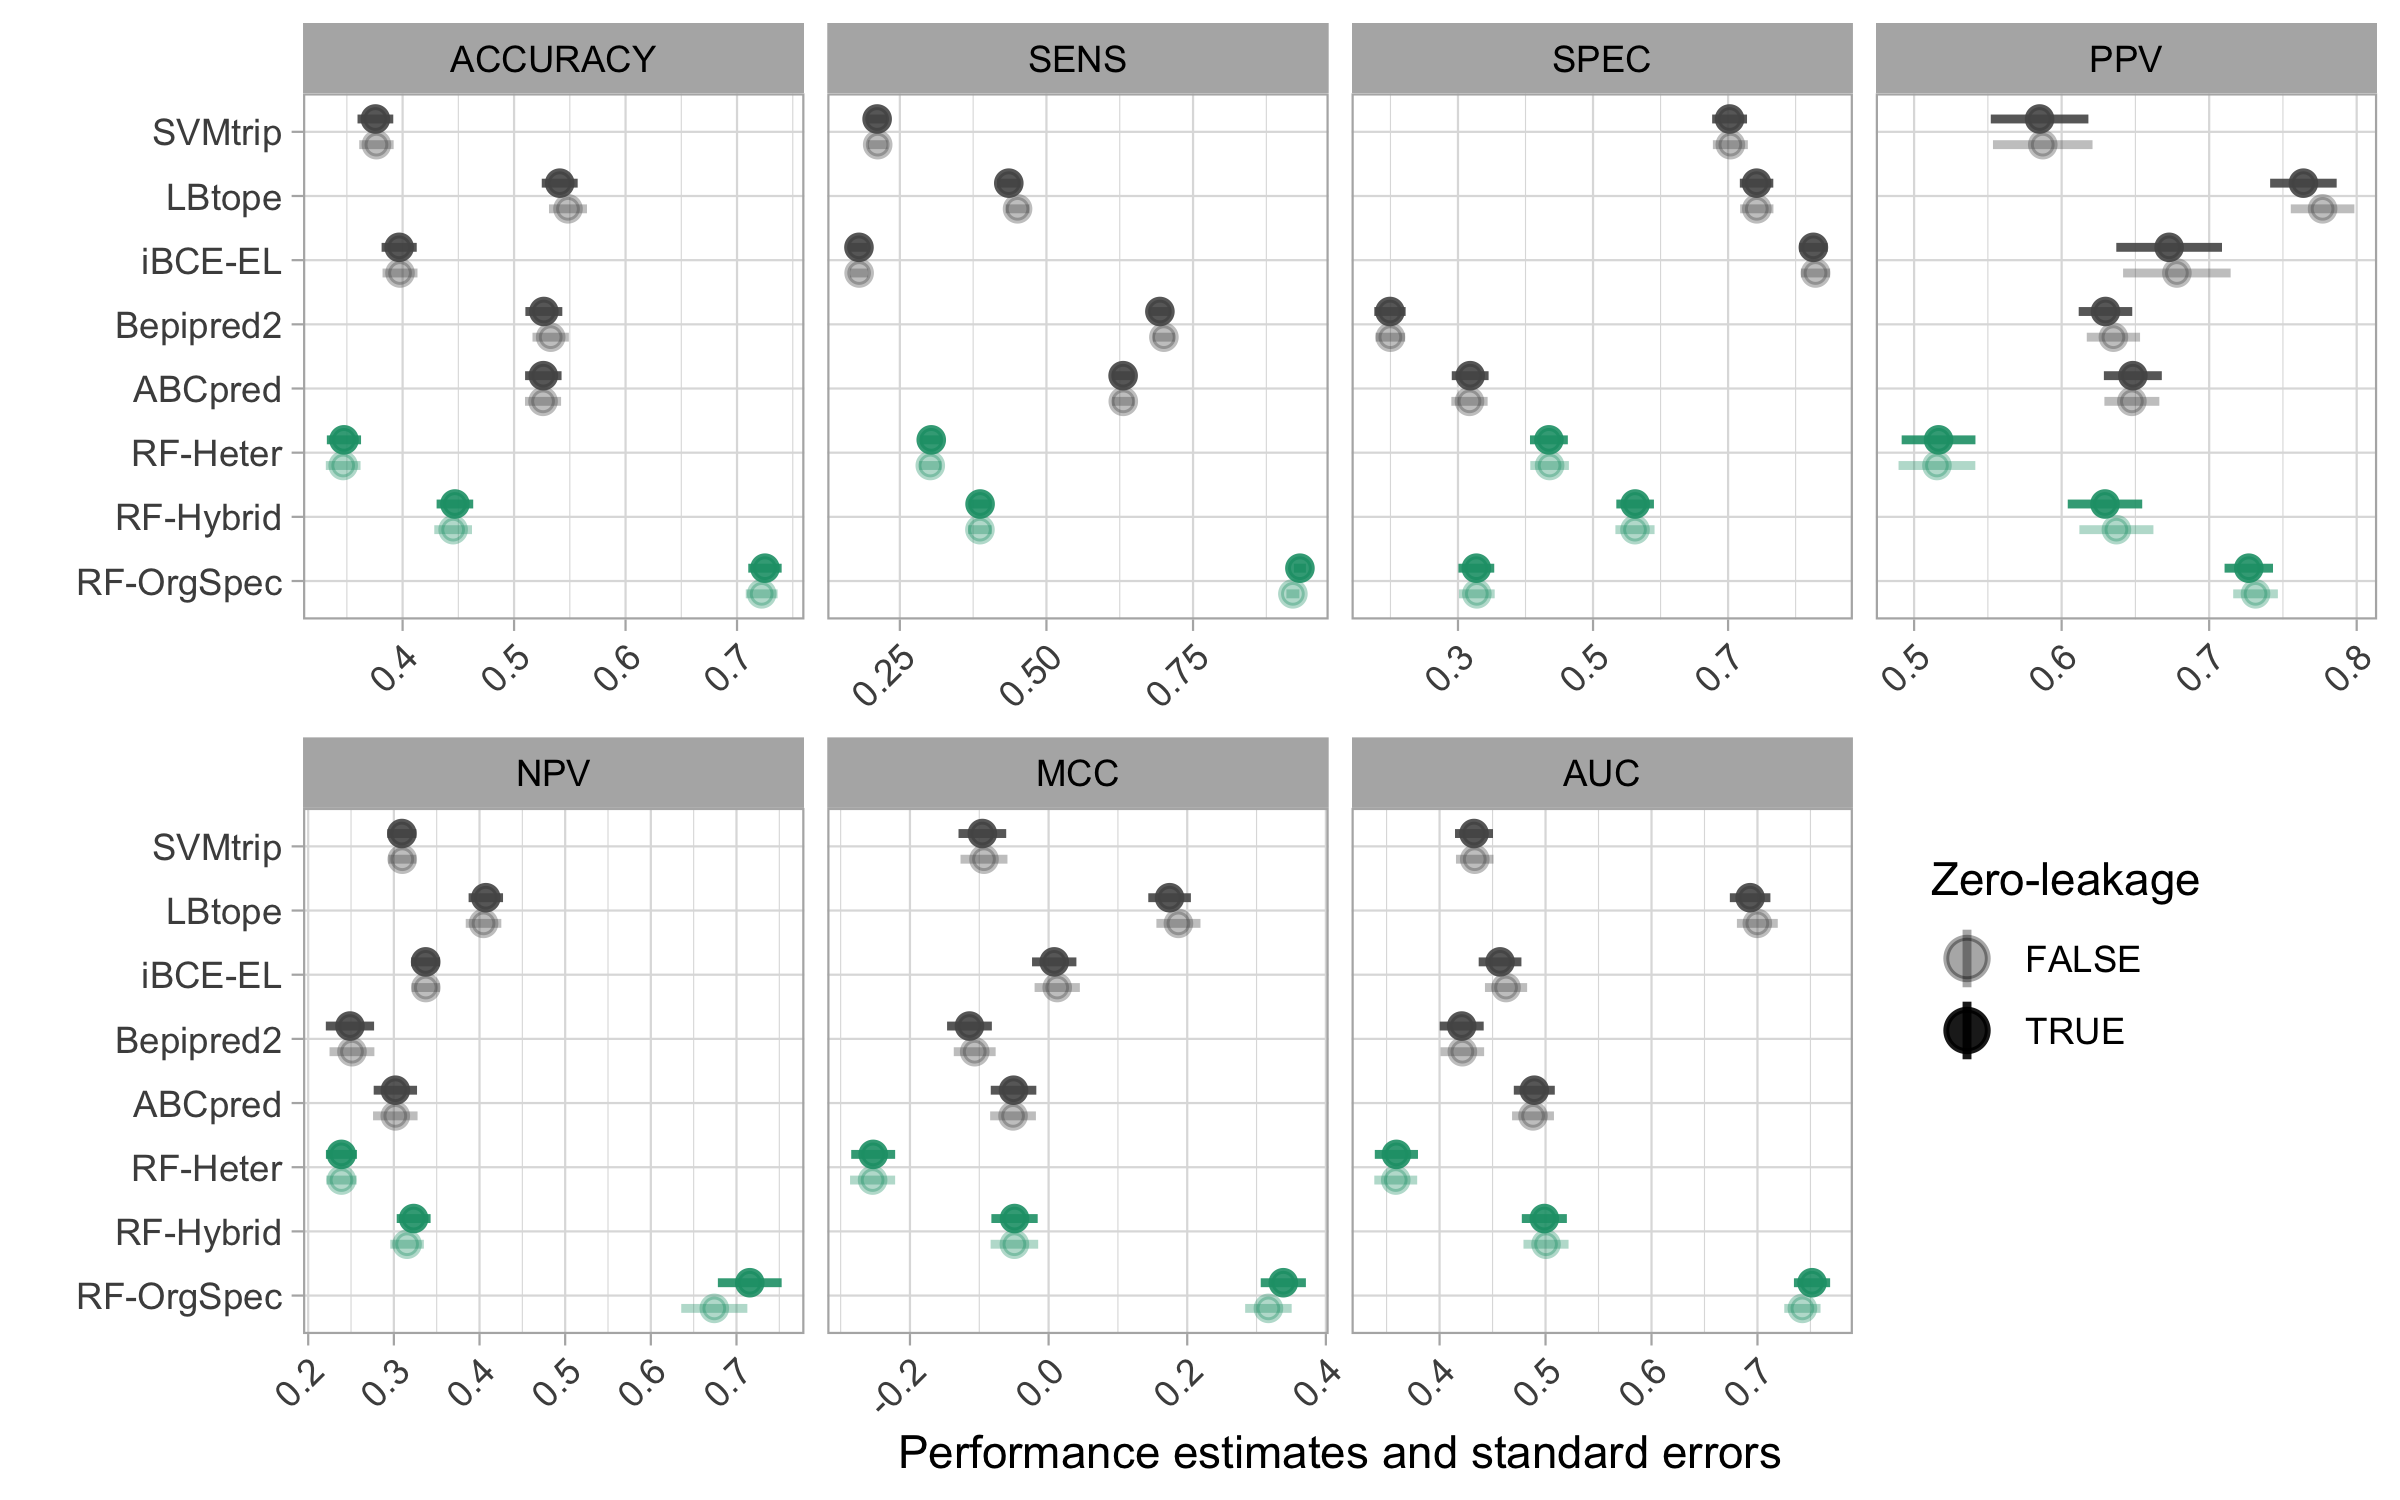 ACCURACY SENS SPEC PPV
SVMtrip
LBtope
iBCE-EL
Bepipred2
ABCpred
RF-Heter
RF-Hybrid
RF-OrgSpec
0.4 0.5 0.6 0.7 0.25 0.50 0.75 0.3 0.5 0.7 0.5 0.6 0.7 0.8
NPV MCC AUC
SVMtrip
LBtope
iBCE-EL
Bepipred2
ABCpred
RF-Heter
RF-Hybrid
RF-OrgSpec
0.2 0.3 0.4 0.5 0.6 0.7 -0.2 0.0 0.2 0.4 0.4 0.5 0.6 0.7
Performance estimates and standard errors
Zero-leakage
FALSE
TRUE